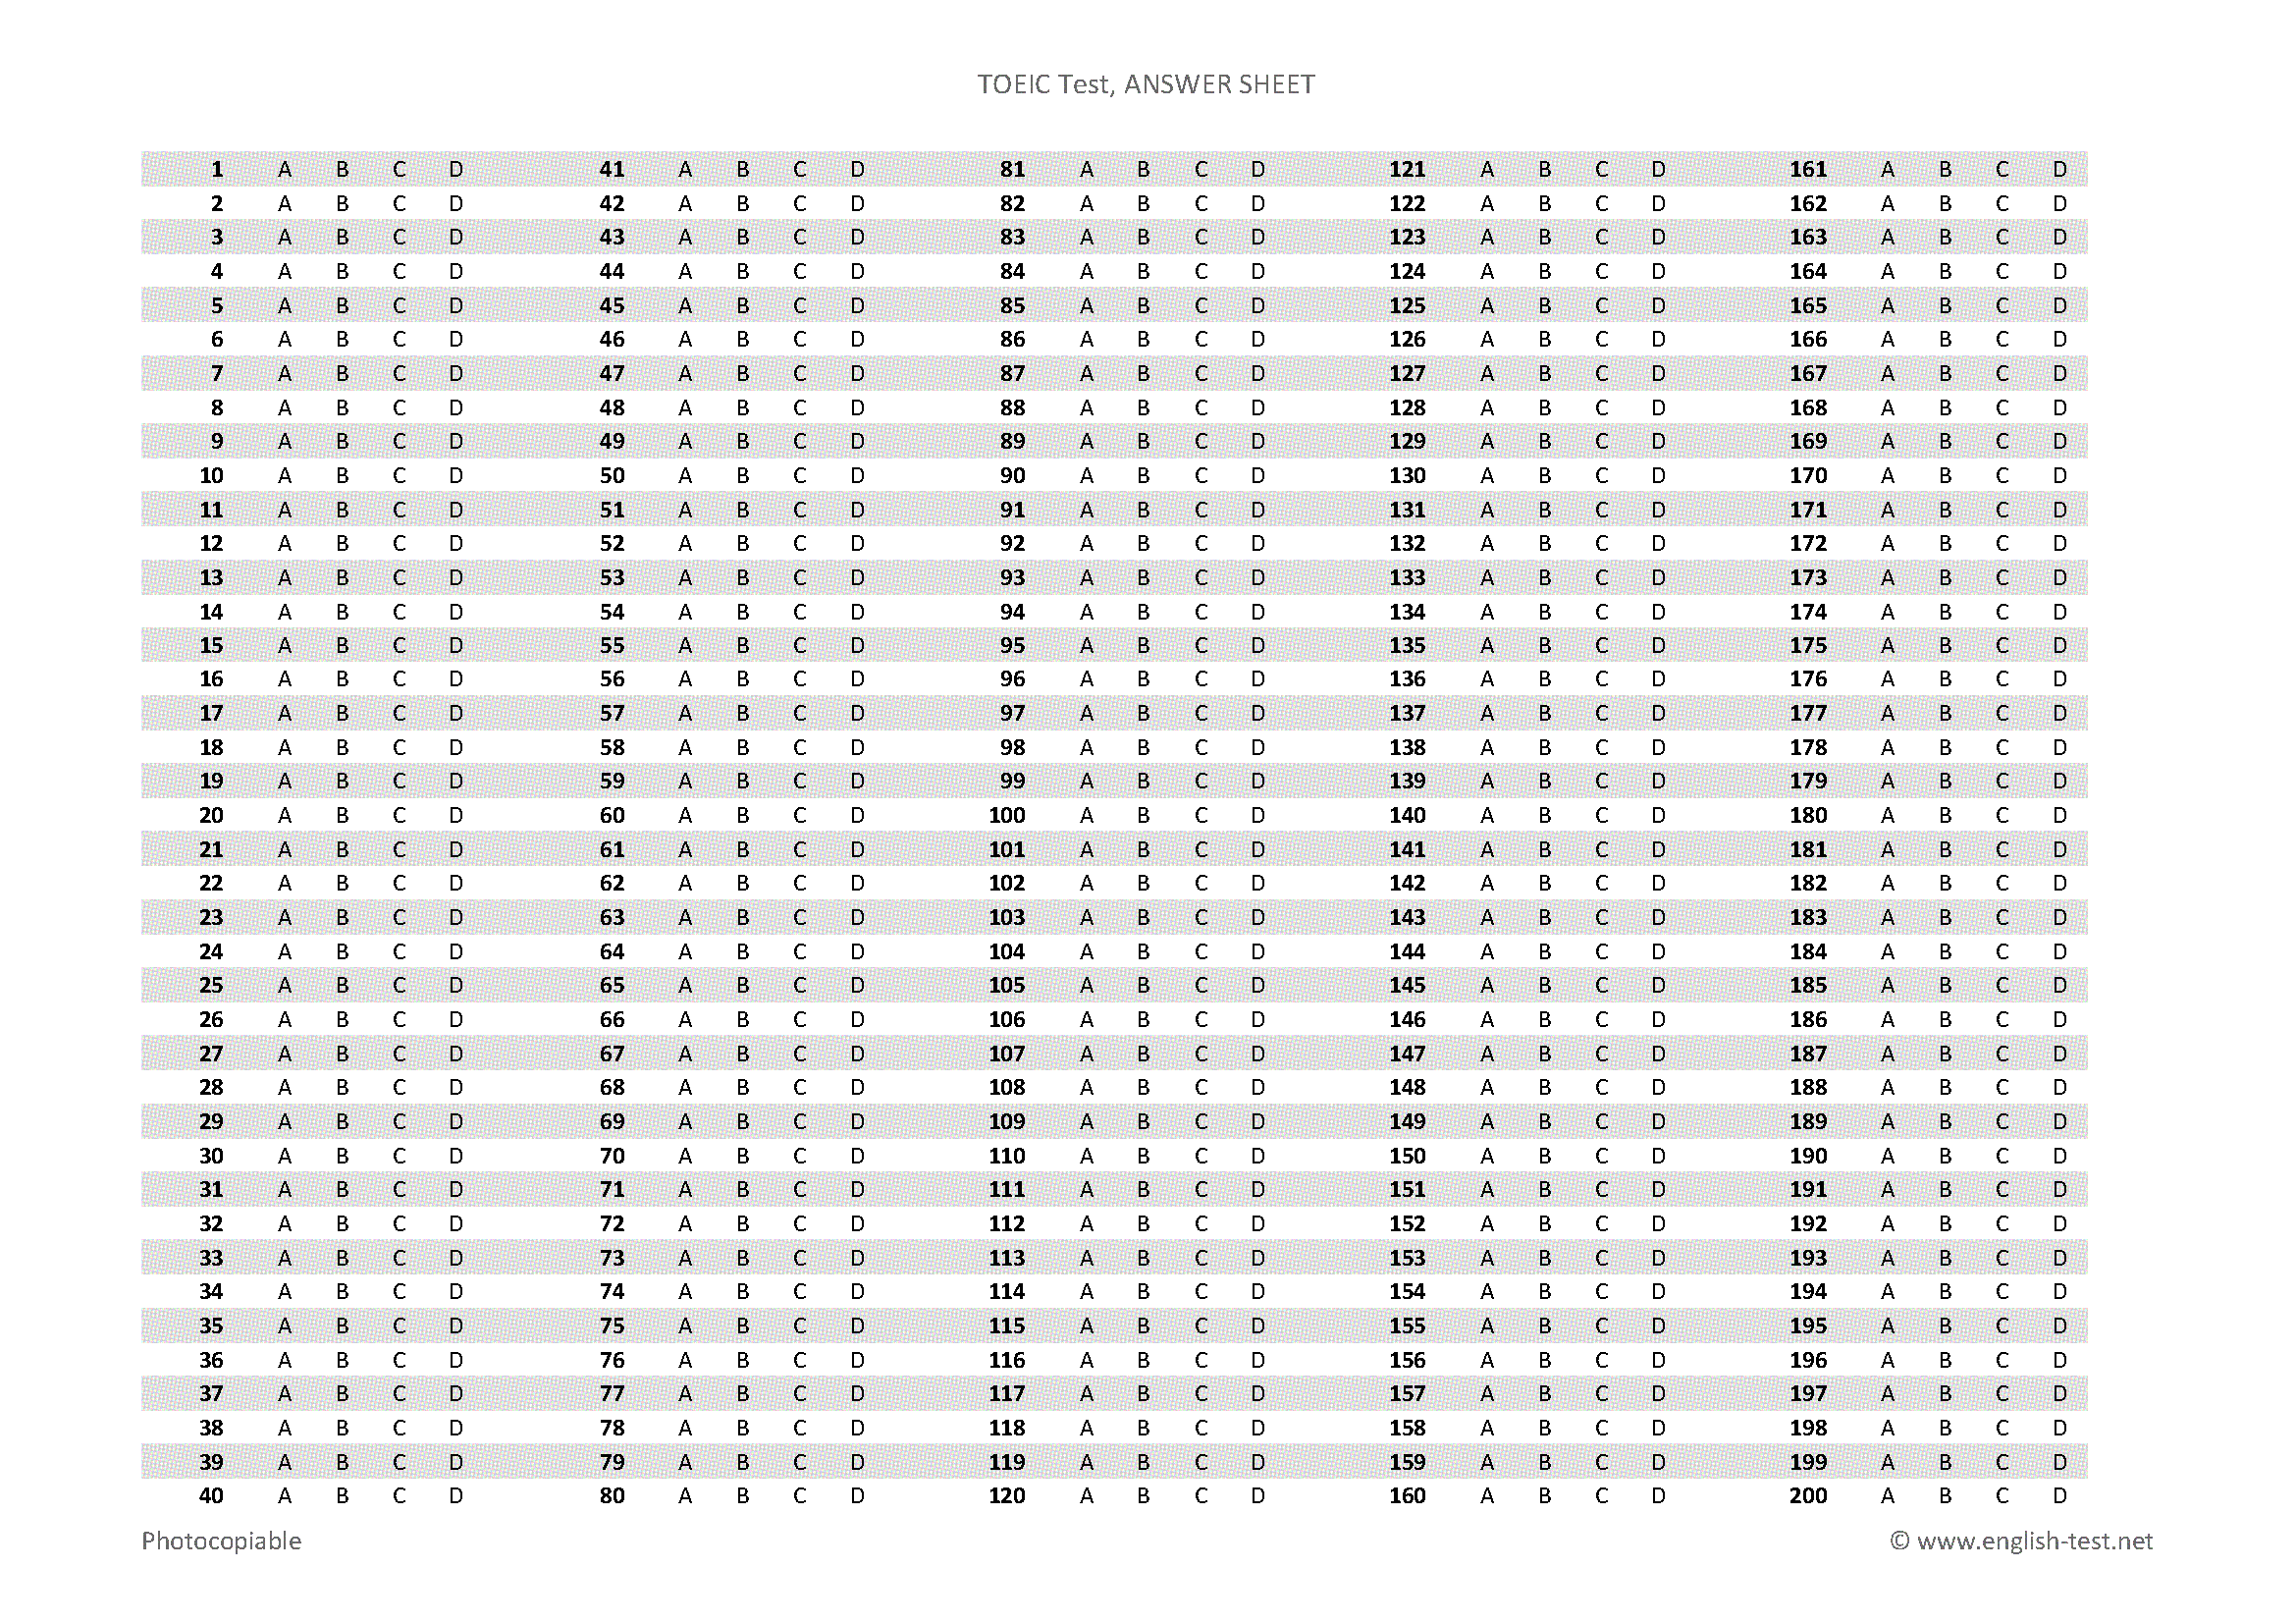 TOEIC Test, ANSWER SHEET
1 A B C D 41 A B C D 81 A B C D 121 A B C D 161 A B C D
2 A B C D 42 A B C D 82 A B C D 122 A B C D 162 A B C D
3 A B C D 43 A B C D 83 A B C D 123 A B C D 163 A B C D
4 A B C D 44 A B C D 84 A B C D 124 A B C D 164 A B C D
5 A B C D 45 A B C D 85 A B C D 125 A B C D 165 A B C D
6 A B C D 46 A B C D 86 A B C D 126 A B C D 166 A B C D
7 A B C D 47 A B C D 87 A B C D 127 A B C D 167 A B C D
8 A B C D 48 A B C D 88 A B C D 128 A B C D 168 A B C D
9 A B C D 49 A B C D 89 A B C D 129 A B C D 169 A B C D
10 A B C D 50 A B C D 90 A B C D 130 A B C D 170 A B C D
11 A B C D 51 A B C D 91 A B C D 131 A B C D 171 A B C D
12 A B C D 52 A B C D 92 A B C D 132 A B C D 172 A B C D
13 A B C D 53 A B C D 93 A B C D 133 A B C D 173 A B C D
14 A B C D 54 A B C D 94 A B C D 134 A B C D 174 A B C D
15 A B C D 55 A B C D 95 A B C D 135 A B C D 175 A B C D
16 A B C D 56 A B C D 96 A B C D 136 A B C D 176 A B C D
17 A B C D 57 A B C D 97 A B C D 137 A B C D 177 A B C D
18 A B C D 58 A B C D 98 A B C D 138 A B C D 178 A B C D
19 A B C D 59 A B C D 99 A B C D 139 A B C D 179 A B C D
20 A B C D 60 A B C D 100 A B C D 140 A B C D 180 A B C D
21 A B C D 61 A B C D 101 A B C D 141 A B C D 181 A B C D
22 A B C D 62 A B C D 102 A B C D 142 A B C D 182 A B C D
23 A B C D 63 A B C D 103 A B C D 143 A B C D 183 A B C D
24 A B C D 64 A B C D 104 A B C D 144 A B C D 184 A B C D
25 A B C D 65 A B C D 105 A B C D 145 A B C D 185 A B C D
26 A B C D 66 A B C D 106 A B C D 146 A B C D 186 A B C D
27 A B C D 67 A B C D 107 A B C D 147 A B C D 187 A B C D
28 A B C D 68 A B C D 108 A B C D 148 A B C D 188 A B C D
29 A B C D 69 A B C D 109 A B C D 149 A B C D 189 A B C D
30 A B C D 70 A B C D 110 A B C D 150 A B C D 190 A B C D
31 A B C D 71 A B C D 111 A B C D 151 A B C D 191 A B C D
32 A B C D 72 A B C D 112 A B C D 152 A B C D 192 A B C D
33 A B C D 73 A B C D 113 A B C D 153 A B C D 193 A B C D
34 A B C D 74 A B C D 114 A B C D 154 A B C D 194 A B C D
35 A B C D 75 A B C D 115 A B C D 155 A B C D 195 A B C D
36 A B C D 76 A B C D 116 A B C D 156 A B C D 196 A B C D
37 A B C D 77 A B C D 117 A B C D 157 A B C D 197 A B C D
38 A B C D 78 A B C D 118 A B C D 158 A B C D 198 A B C D
39 A B C D 79 A B C D 119 A B C D 159 A B C D 199 A B C D
40 A B C D 80 A B C D 120 A B C D 160 A B C D 200 A B C D
Photocopiable © www.english-test.net